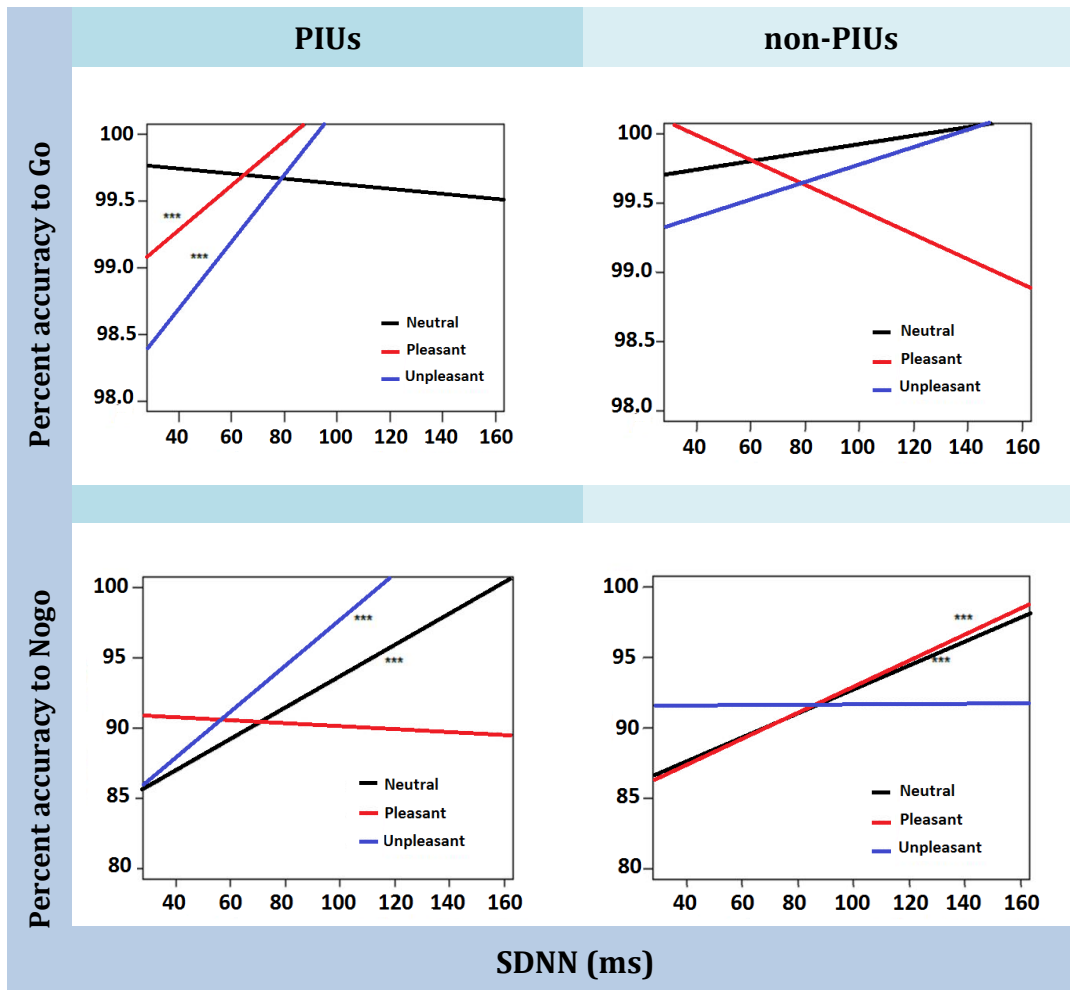 PIUs
non-PIUs
Percent accuracy to Go
100
99.5
99.0
98.5
98.0
***
***
Neutral
Pleasant
Unpleasant
40 60 80 100 120 140 160
100
99.5
99.0
98.5
98.0
Neutral
Pleasant
Unpleasant
40 60 80 100 120 140 160
Percent accuracy to Nogo
100
95
90
85
80
***
***
Neutral
Pleasant
Unpleasant
40 60 80 100 120 140 160
100
95
90
85
80
***
***
Neutral
Pleasant
Unpleasant
40 60 80 100 120 140 160
SDNN (ms)